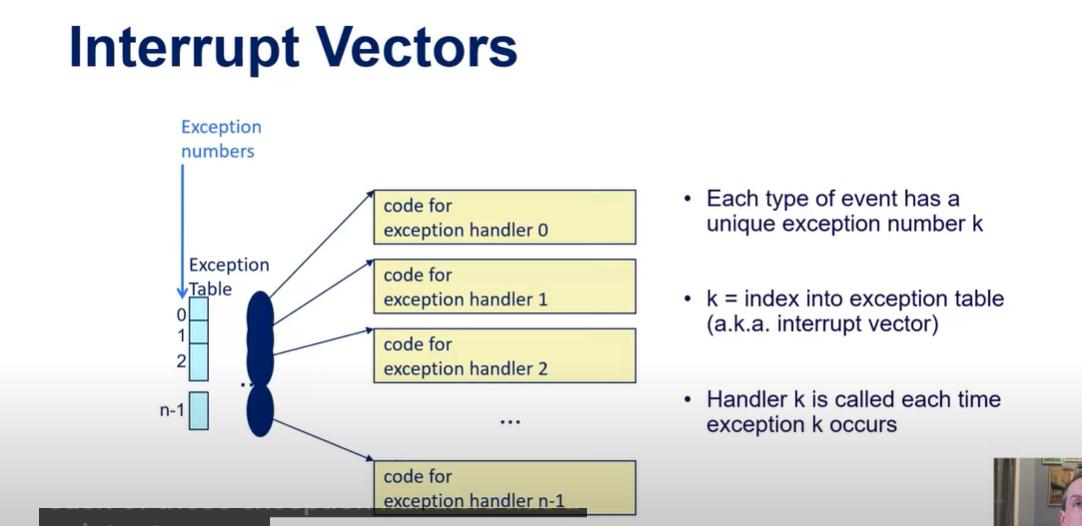 Interrupt Vectors
Exception
numbers
Exception
Table
0
1
2
..
n-1
code for
exception handler 0
code for
exception handler 1
code for
exception handler 2
...
code for
exception handler n-1
• Each type of event has a
unique exception number k
• k = index into exception table
(a.k.a. interrupt vector)
• Handler k is called each time
exception k occurs